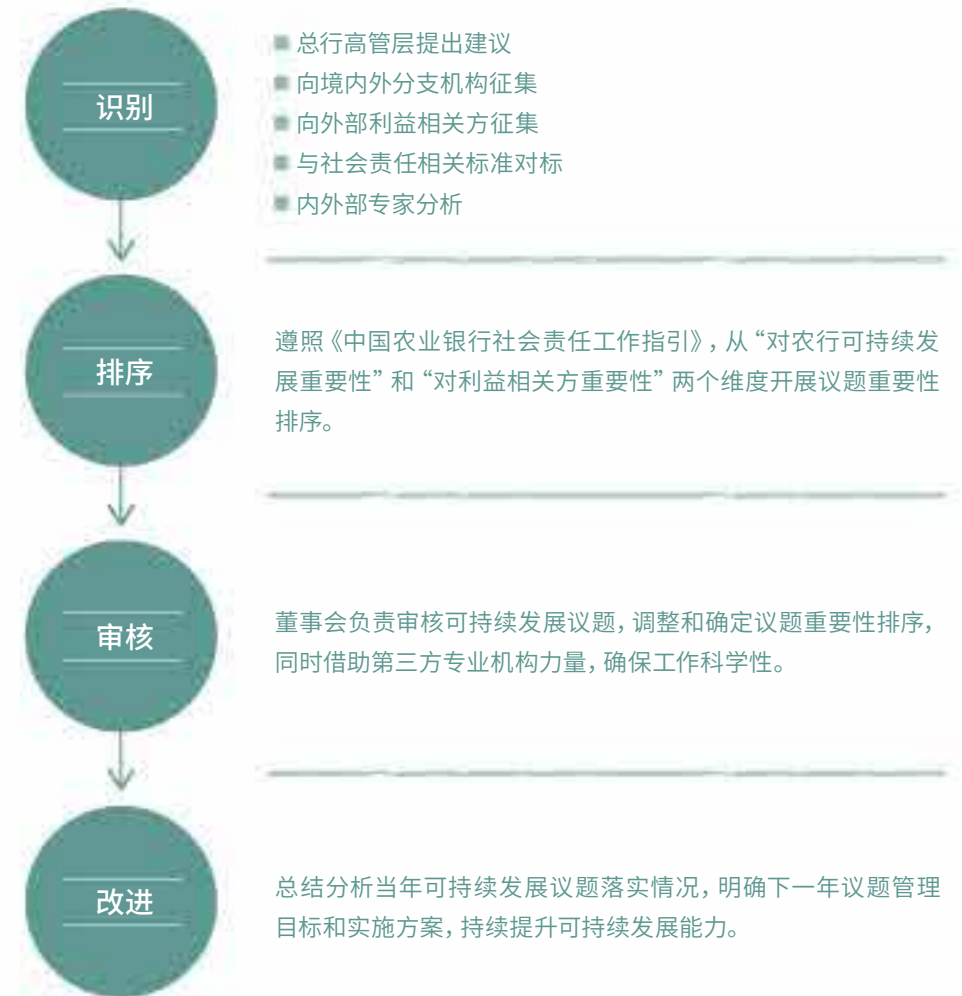 识别
总行高管层提出建议
向境内外分支机构征集
向外部利益相关方征集
与社会责任相关标准对标
内外部专家分析
排序
遵照《中国农业银行社会责任工作指引》，从“对农行可持续发
展重要性”和“对利益相关方重要性”两个维度开展议题重要性
排序。
审核
董事会负责审核可持续发展议题，调整和确定议题重要性排序，
同时借助第三方专业机构力量，确保工作科学性。
改进
总结分析当年可持续发展议题落实情况，明确下一年议题管理
目标和实施方案，持续提升可持续发展能力。